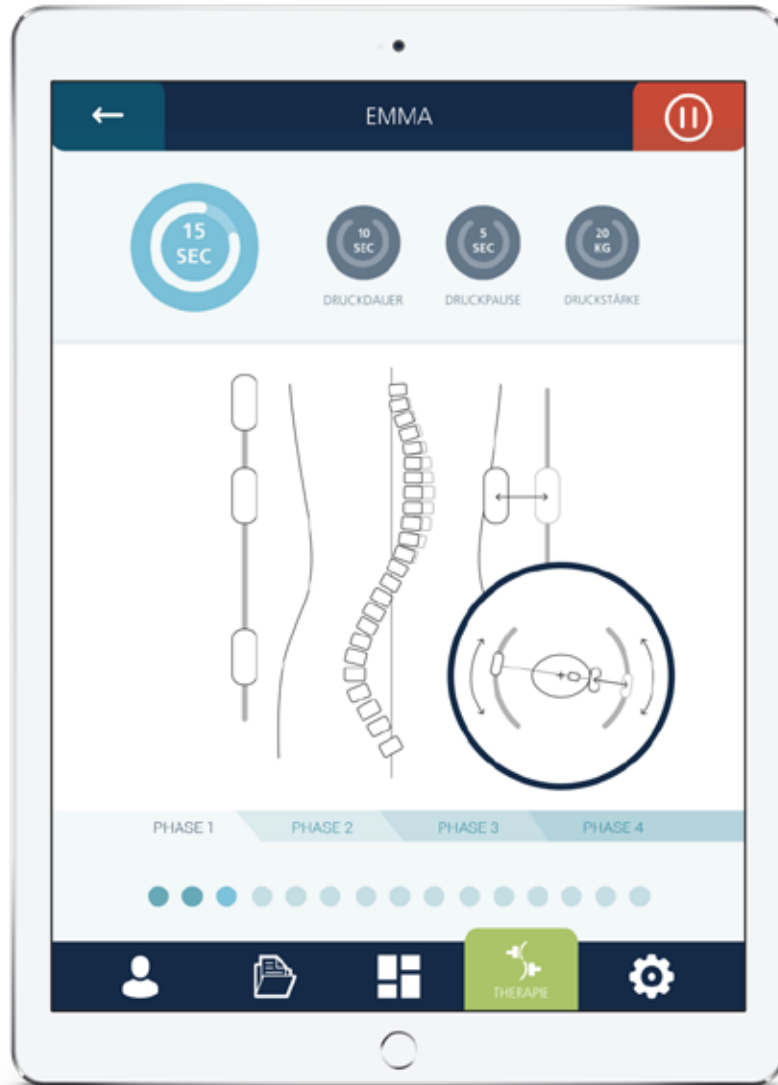 EMMA
15
SEC
10
SEC
5
SEC
20
KG
DRUCKDAUER
DRUCKPAUSE
DRUCKSTÄRKE
PHASE 1
PHASE 2
PHASE 3
PHASE 4
THERAPIE